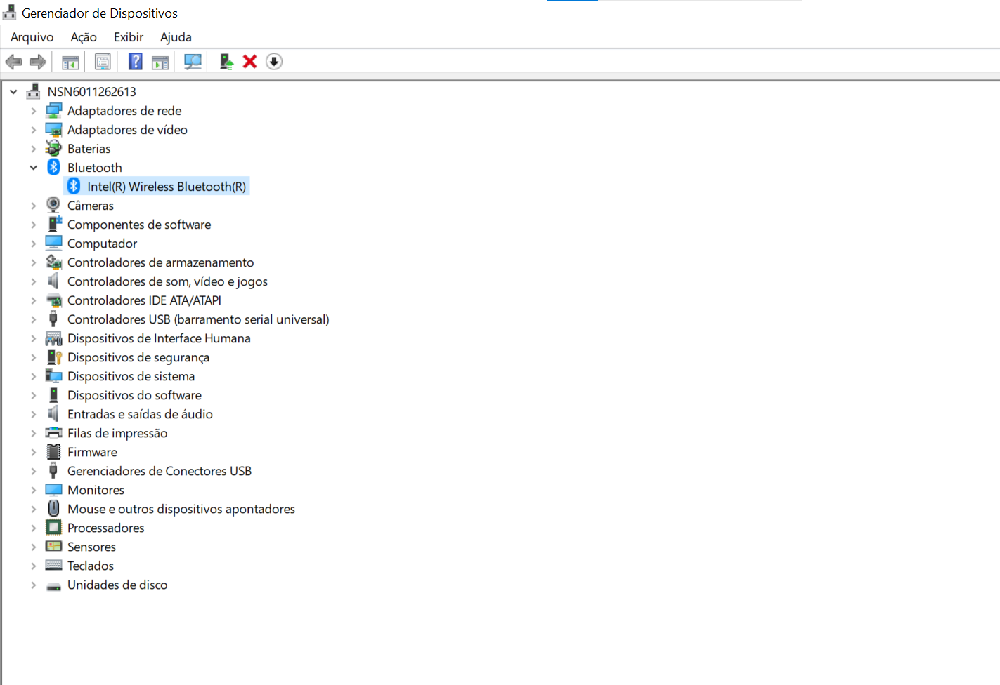 Gerenciador de Dispositivos
Arquivo Ação Exibir Ajuda
NSN6011262613
Adaptadores de rede
Adaptadores de vídeo
Baterias
Bluetooth
Intel(R) Wireless Bluetooth(R)
Câmeras
Componentes de software
Computador
Controladores de armazenamento
Controladores de som, vídeo e jogos
Controladores IDE ATA/ATAPI
Controladores USB (barramento serial universal)
Dispositivos de Interface Humana
Dispositivos de segurança
Dispositivos de sistema
Dispositivos do software
Entradas e saídas de áudio
Filas de impressão
Firmware
Gerenciadores de Conectores USB
Monitores
Mouse e outros dispositivos apontadores
Processadores
Sensores
Teclados
Unidades de disco